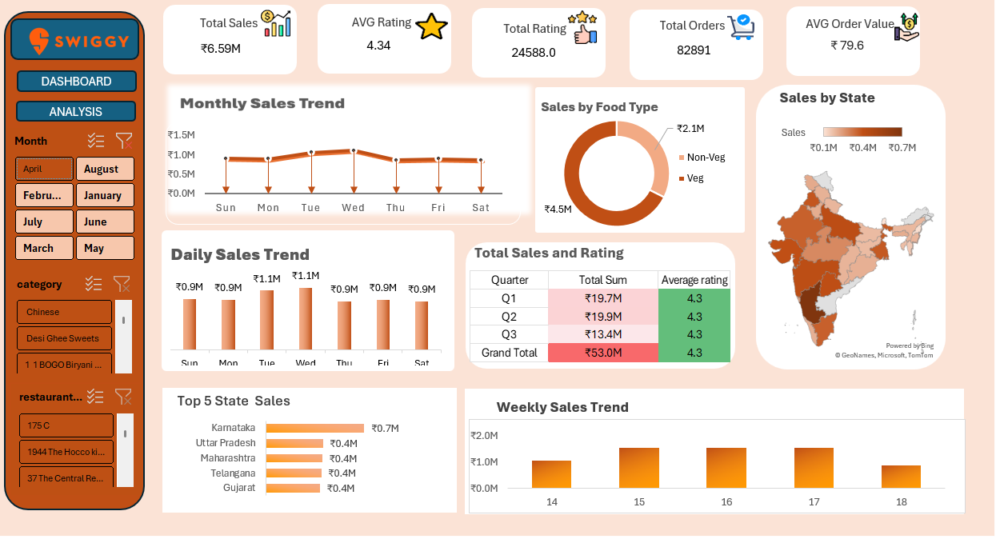 SWIGGY
DASHBOARD
ANALYSIS
Month
April
August
Febru...
January
July
June
March
May
category
Chinese
Desi Ghee Sweets
1 1 BOGO Biryani ...
restaurant...
175 C
1944 The Hocco ki...
37 The Central Re...
Total Sales
₹6.59M
AVG Rating
4.34
Total Rating
24588.0
Total Orders
82891
AVG Order Value
₹ 79.6
Monthly Sales Trend
₹1.5M
₹1.0M
₹0.5M
₹0.0M
Sun Mon Tue Wed Thu Fri Sat
Sales by Food Type
₹2.1M
Non-Veg
Veg
₹4.5M
Sales by State
Sales
₹0.1M ₹0.4M ₹0.7M
Powered by Bing
© GeoNames, Microsoft, TomTom
Daily Sales Trend
₹0.9M ₹0.9M ₹1.1M ₹1.1M ₹0.9M ₹0.9M ₹0.9M
Sun Mon Tue Wed Thu Fri Sat
Total Sales and Rating
Quarter Total Sum Average rating
Q1 ₹19.7M 4.3
Q2 ₹19.9M 4.3
Q3 ₹13.4M 4.3
Grand Total ₹53.0M 4.3
Top 5 State Sales
Karnataka ₹0.7M
Uttar Pradesh ₹0.4M
Maharashtra ₹0.4M
Telangana ₹0.4M
Gujarat ₹0.4M
Weekly Sales Trend
₹2.0M
₹1.0M
₹0.0M
14 15 16 17 18